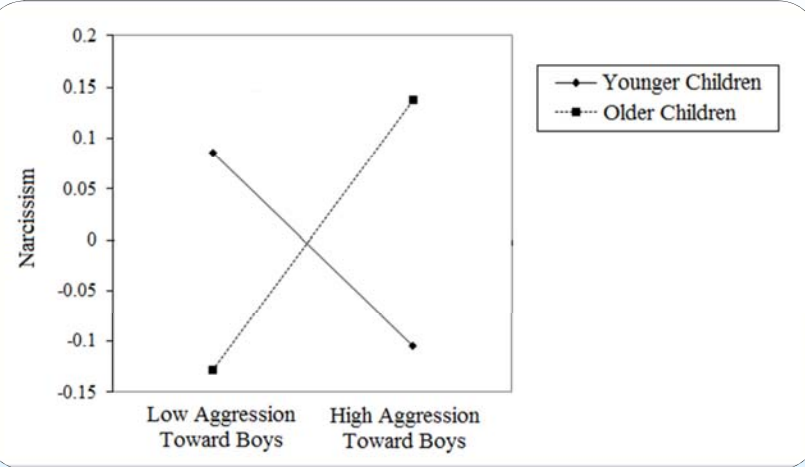 0.2
0.15
0.1
0.05
0
-0.05
-0.1
-0.15
Narcissism
Low Aggression
Toward Boys
High Aggression
Toward Boys
Younger Children
Older Children